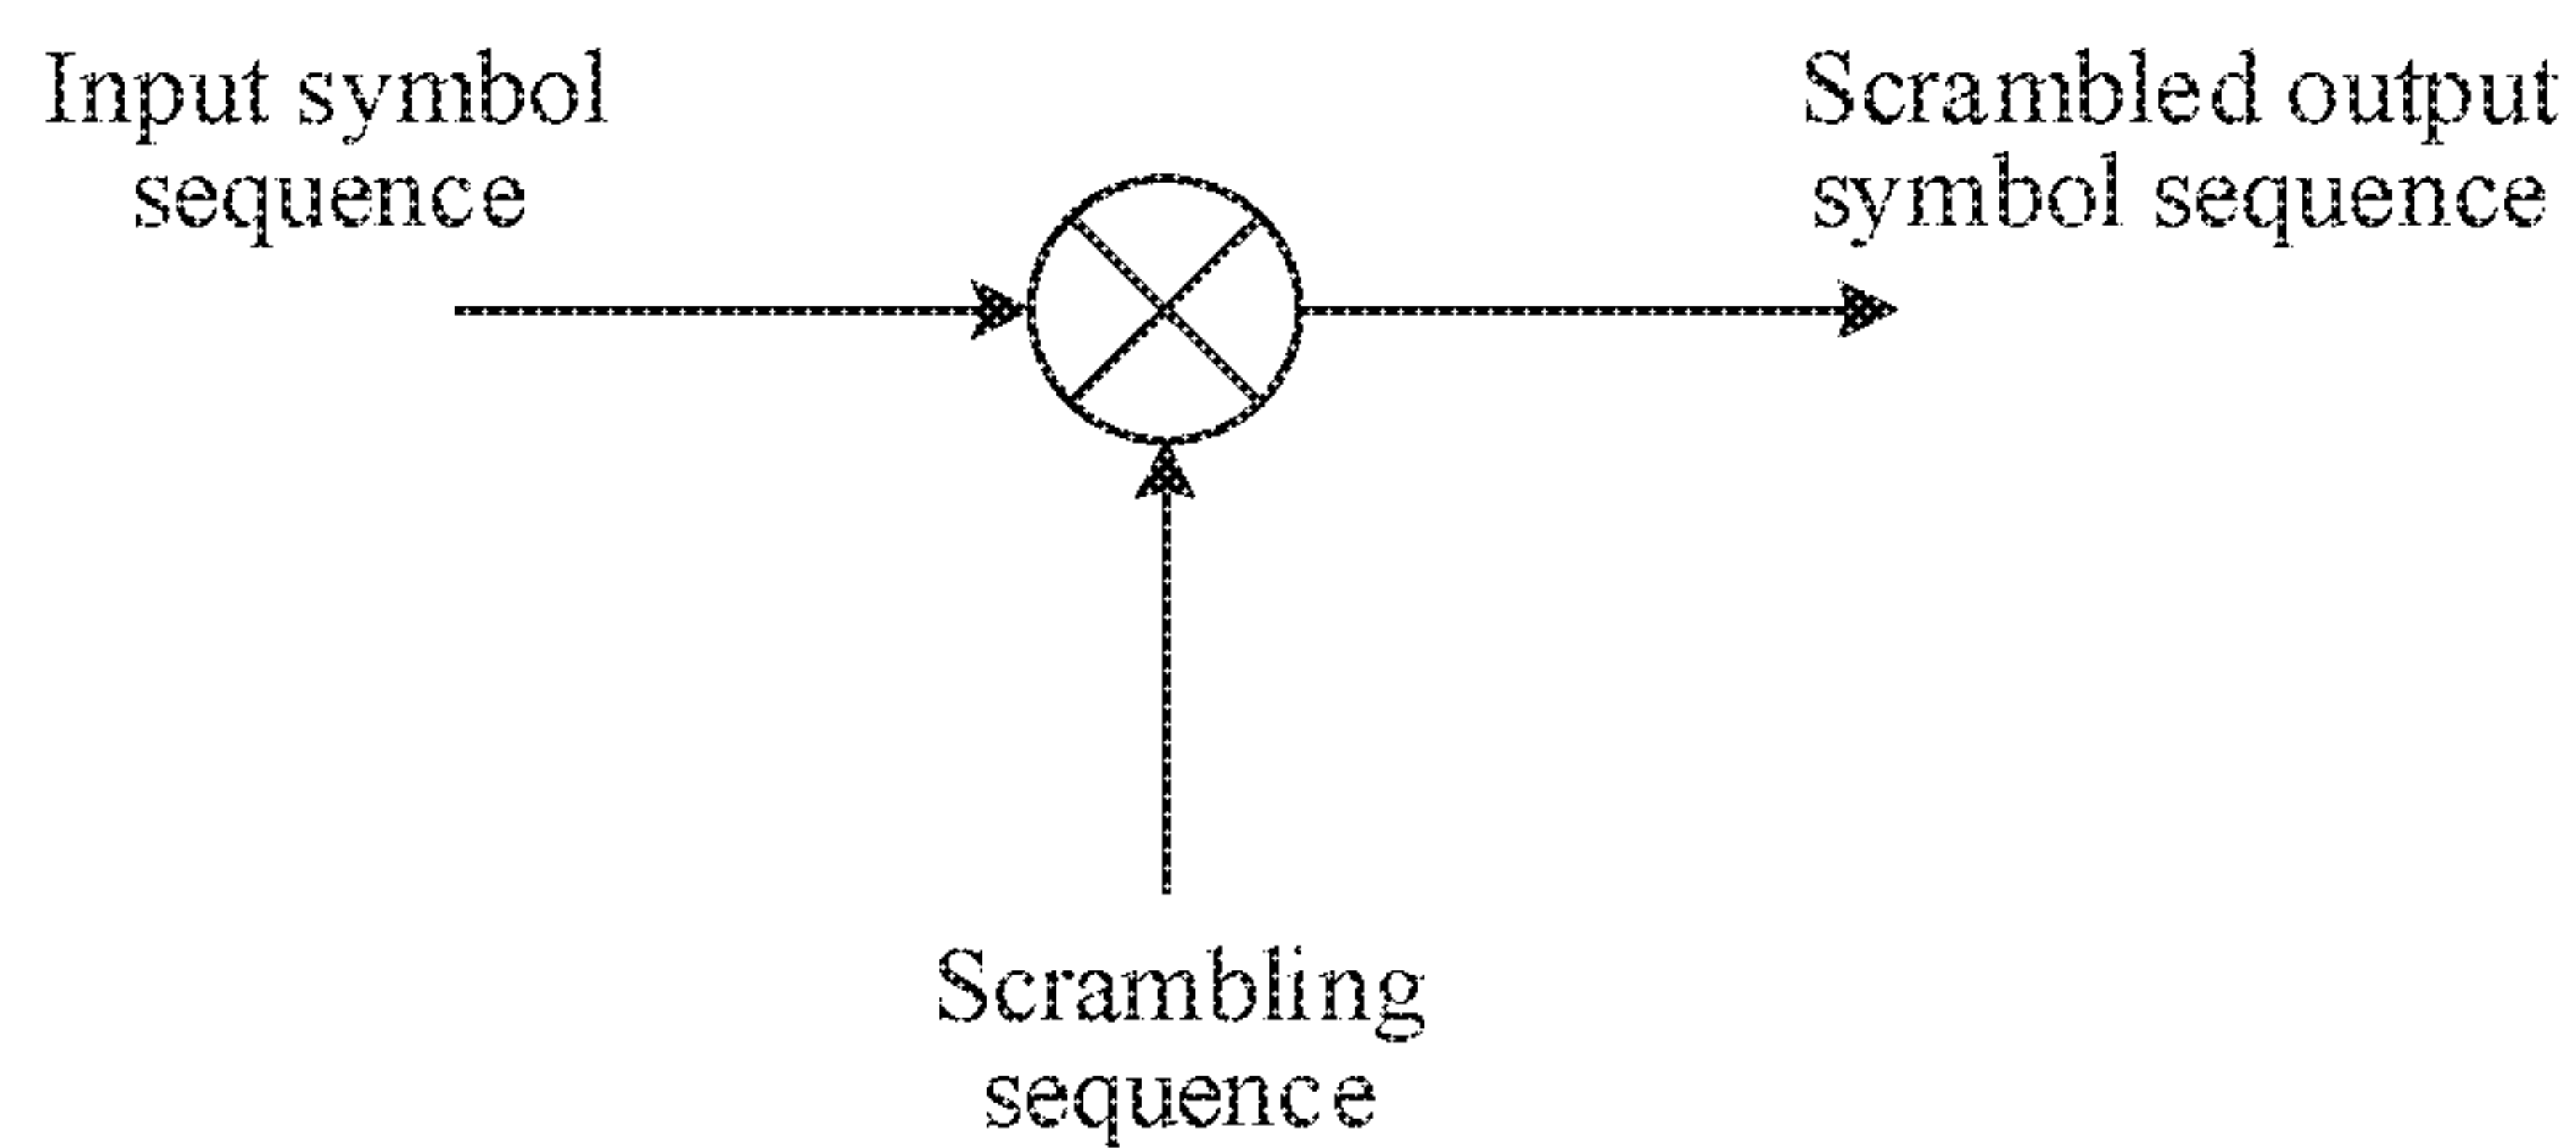 Input symbol
sequence
Scrambled output
symbol sequence
Scrambling
sequence